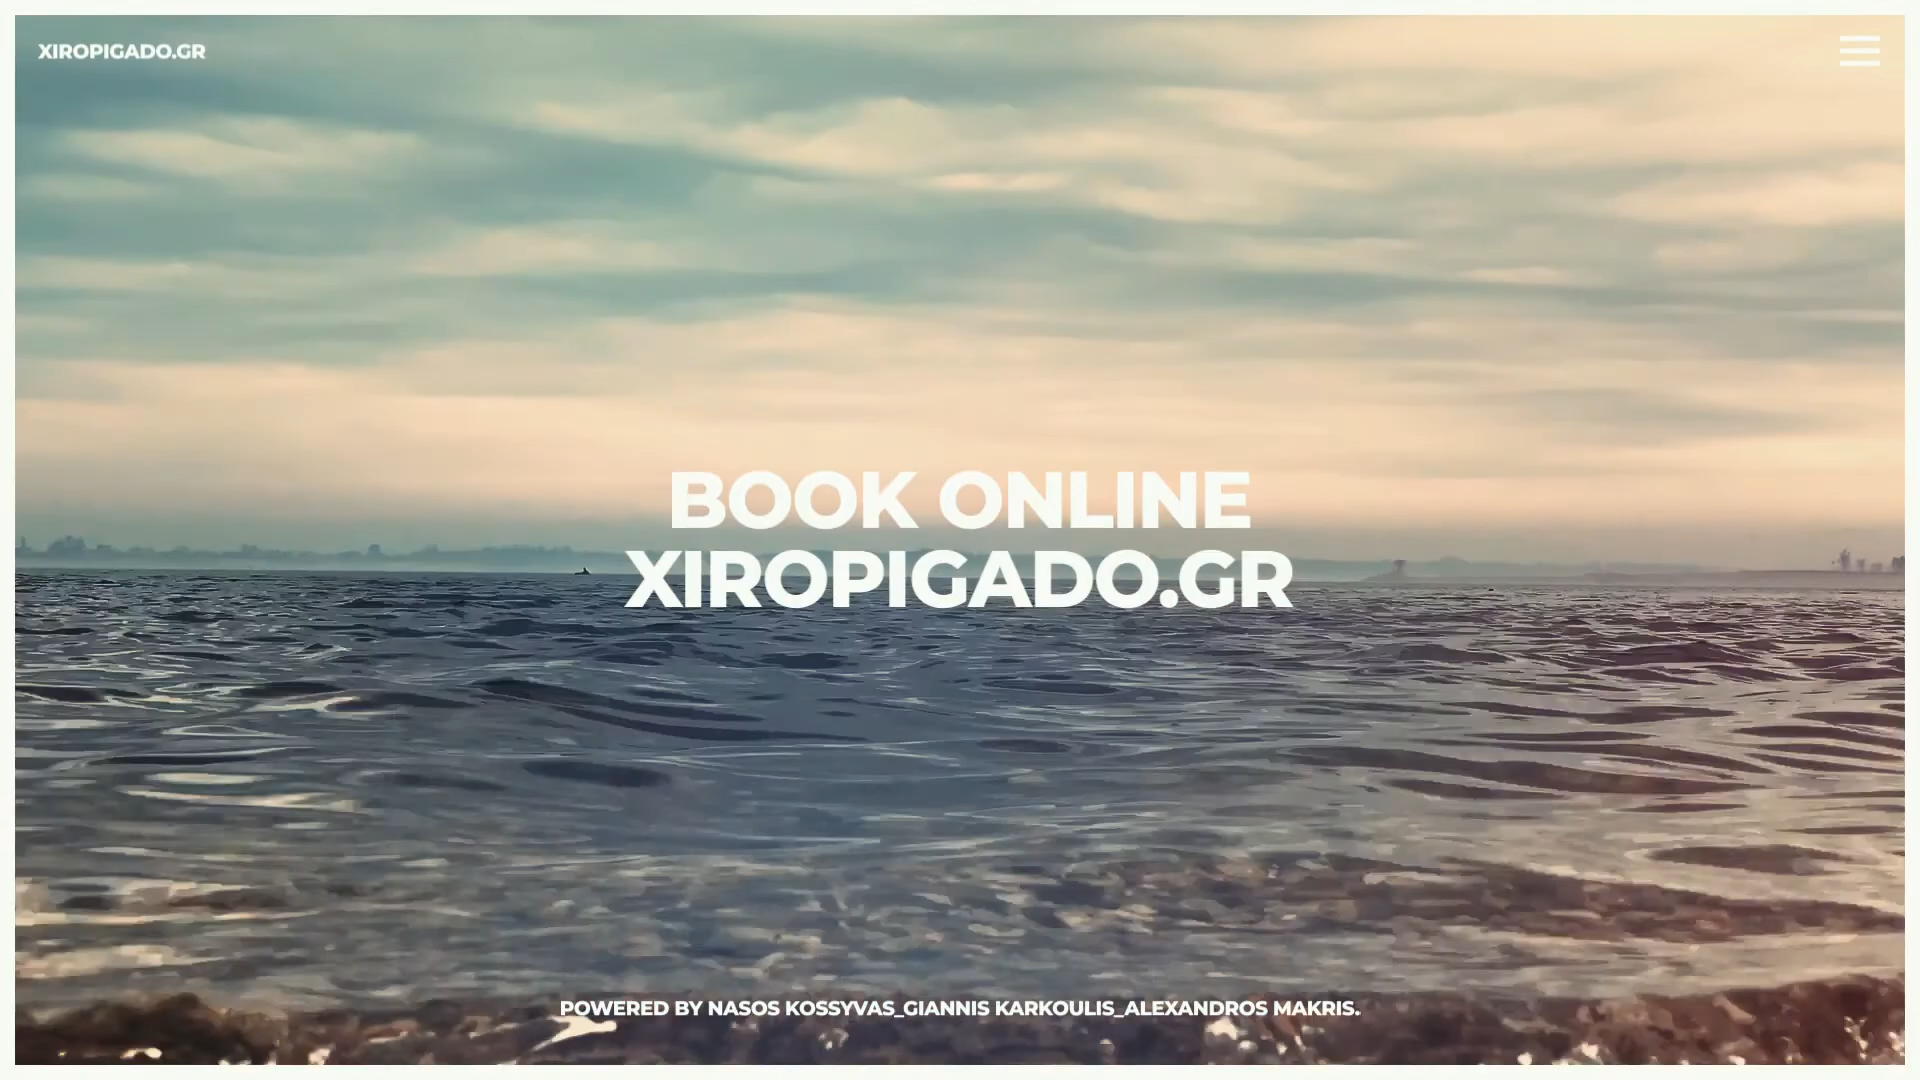 XIROPIGADO.GR
BOOK ONLINE
XIROPIGADO.GR
POWERED BY NASOS KOSSYVAS_GIANNIS KARKOULIS_ALEXANDROS MAKRIS.